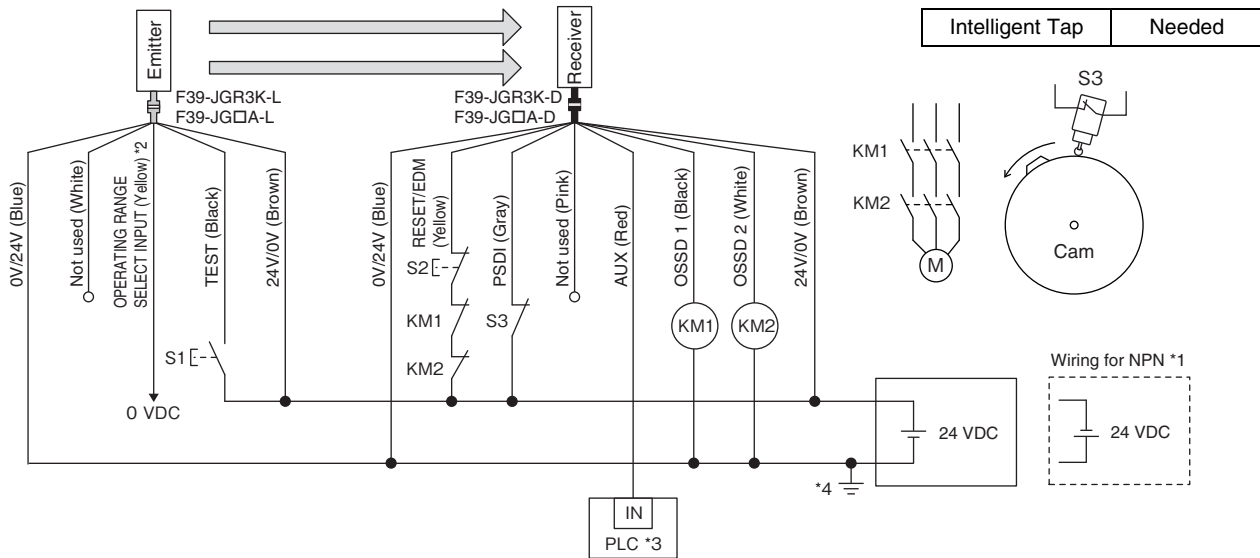 Intelligent Tap Needed
Emitter
Receiver
F39-JGR3K-L
F39-JG□A-L
F39-JGR3K-D
F39-JG□A-D
0V/24V (Blue)
Not used (White)
OPERATING RANGE
SELECT INPUT (Yellow) *2
TEST (Black)
24V/0V (Brown)
0V/24V (Blue)
RESET/EDM
(Yellow)
PSDI (Gray)
Not used (Pink)
AUX (Red)
OSSD 1 (Black)
OSSD 2 (White)
24V/0V (Brown)
S1
0 VDC
S2
KM1
KM2
S3
KM1
KM2
KM1
KM2
M
S3
Cam
24 VDC
Wiring for NPN *1
24 VDC
*4
IN
PLC *3